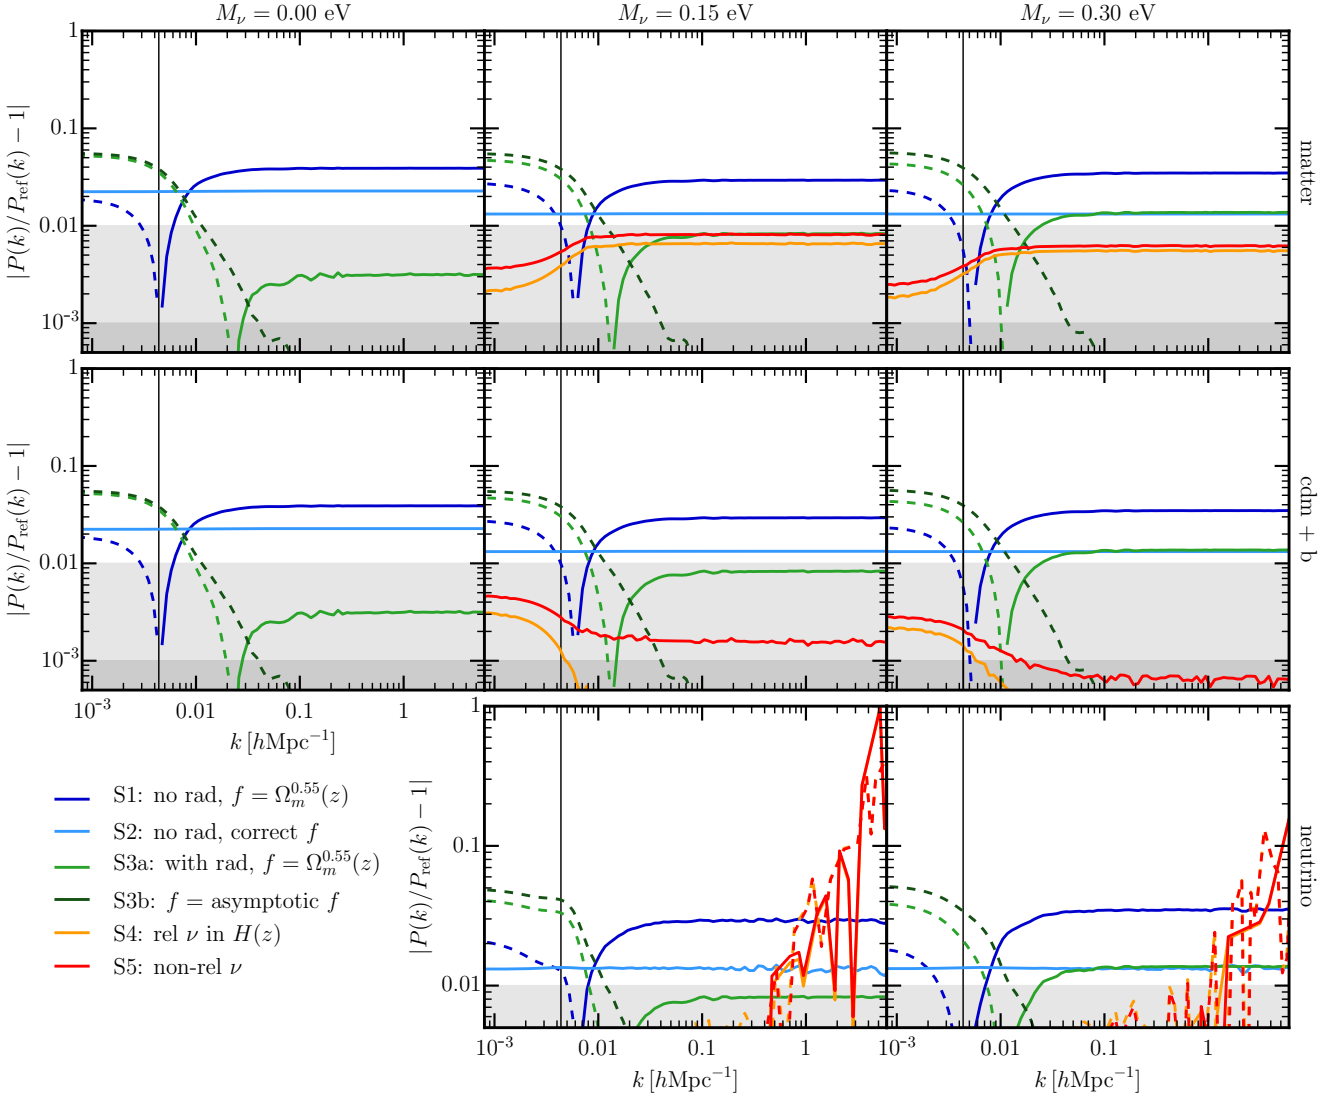 M_ν = 0.00 eV M_ν = 0.15 eV M_ν = 0.30 eV
1
0.1
0.01
10⁻³
|P(k)/P_ref(k) − 1|
matter
1
0.1
0.01
10⁻³
|P(k)/P_ref(k) − 1|
cdm + b
10⁻³ 0.01 0.1 1
k [hMpc⁻¹]
1
0.1
0.01
|P(k)/P_ref(k) − 1|
neutrino
S1: no rad, f = Ω_m^0.55(z)
S2: no rad, correct f
S3a: with rad, f = Ω_m^0.55(z)
S3b: f = asymptotic f
S4: rel ν in H(z)
S5: non-rel ν
10⁻³ 0.01 0.1 1 10⁻³ 0.01 0.1 1
k [hMpc⁻¹] k [hMpc⁻¹]